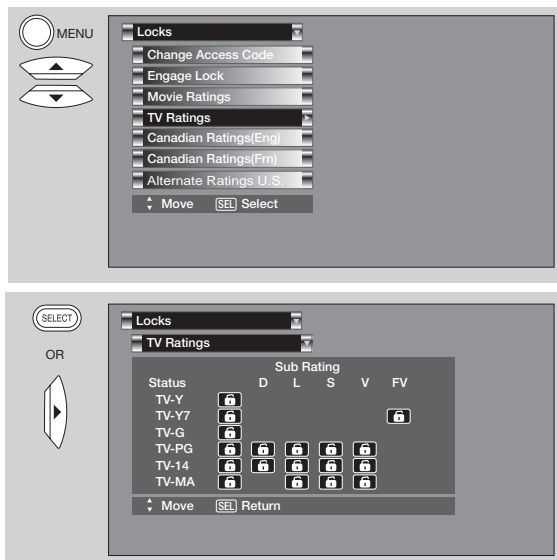 MENU
Locks
Change Access Code
Engage Lock
Movie Ratings
TV Ratings
Canadian Ratings(Eng)
Canadian Ratings(Frn)
Alternate Ratings U.S.
Move SEL Select
SELECT
OR
Locks
TV Ratings
Sub Rating
Status D L S V FV
TV-Y
TV-Y7
TV-G
TV-PG
TV-14
TV-MA
Move SEL Return